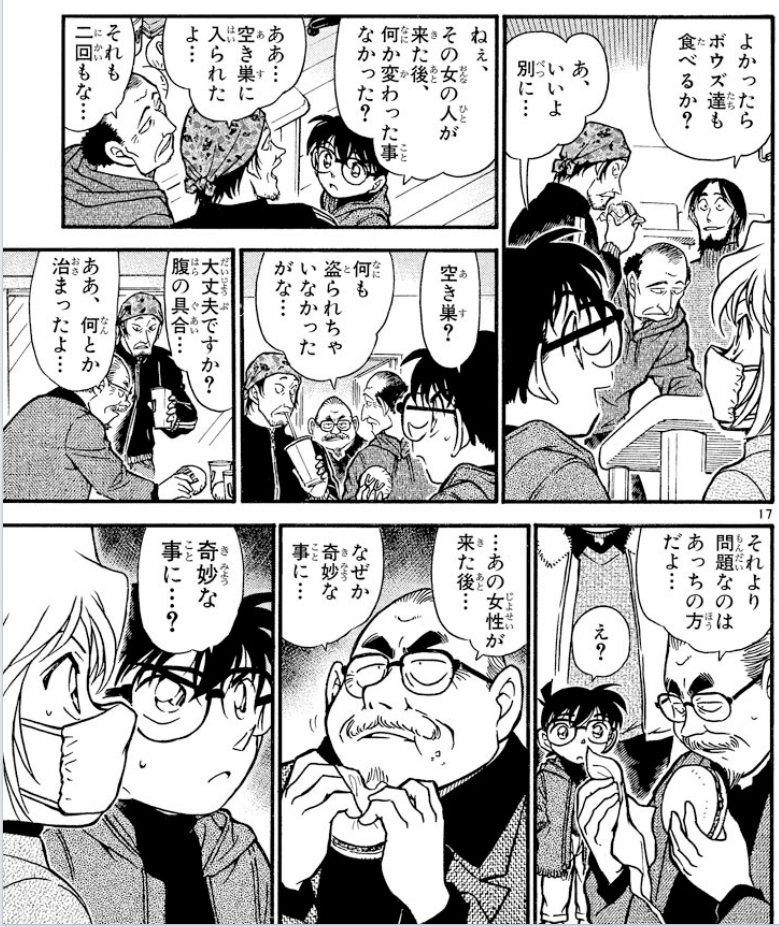 よかったら
ボウズ達も
食べるか？
あ、
いいよ
別に…
ねぇ、
その女の人が
来た後、
何か変わった事
なかった？
ああ…
空き巣に
入られた
よ…
それも
二回もな…
空き巣？
何も
盗られちゃ
いなかった
がな…
大丈夫ですか？
腹の具合…
ああ、何とか
治まったよ…
17
それより
問題なのは
あっちの方
だよ…
え？
…あの女性が
来た後…
なぜか
奇妙な
事に…
奇妙な
事に…？